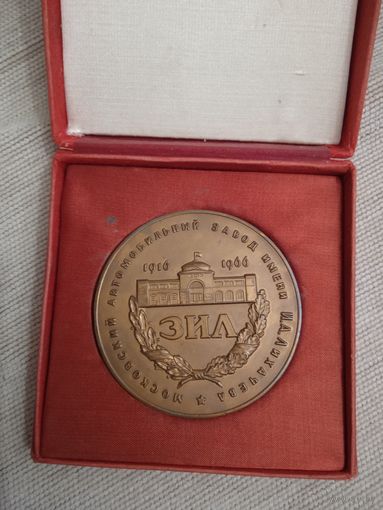 МОСКОВСКИЙ АВТОМОБИЛЬНЫЙ ЗАВОД ИМЕНИ И.А.ЛИХАЧЕВА
1916 1966
ЗИЛ